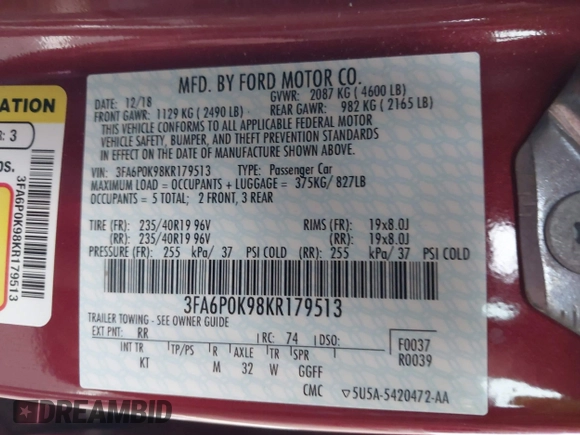 MFD. BY FORD MOTOR CO.
DATE: 12/18 GVWR: 2087 KG ( 4600 LB)
FRONT GAWR: 1129 KG ( 2490 LB) REAR GAWR: 982 KG ( 2165 LB)
THIS VEHICLE CONFORMS TO ALL APPLICABLE FEDERAL MOTOR
VEHICLE SAFETY, BUMPER, AND THEFT PREVENTION STANDARDS
IN EFFECT ON THE DATE OF MANUFACTURE SHOWN ABOVE.
VIN: 3FA6P0K98KR179513 TYPE: Passenger Car
MAXIMUM LOAD = OCCUPANTS + LUGGAGE = 375KG/ 827LB
OCCUPANTS = 5 TOTAL; 2 FRONT, 3 REAR
TIRE (FR): 235/40R19 96V RIMS (FR): 19x8.0J
(RR): 235/40R19 96V (RR): 19x8.0J
PRESSURE (FR): 255 kPa/ 37 PSI COLD (RR): 255 kPa/ 37 PSI COLD
3FA6P0K98KR179513
TRAILER TOWING - SEE OWNER GUIDE
EXT PNT: RR RC: 74 DSO: F0037
R0039
INT TR TP/PS R AXLE TR SPR
KT M 32 W GGFF
CMC 5U5A-5420472-AA
ATION
R: 3
os.
3FA6P0K98KR179513
DREAMBID